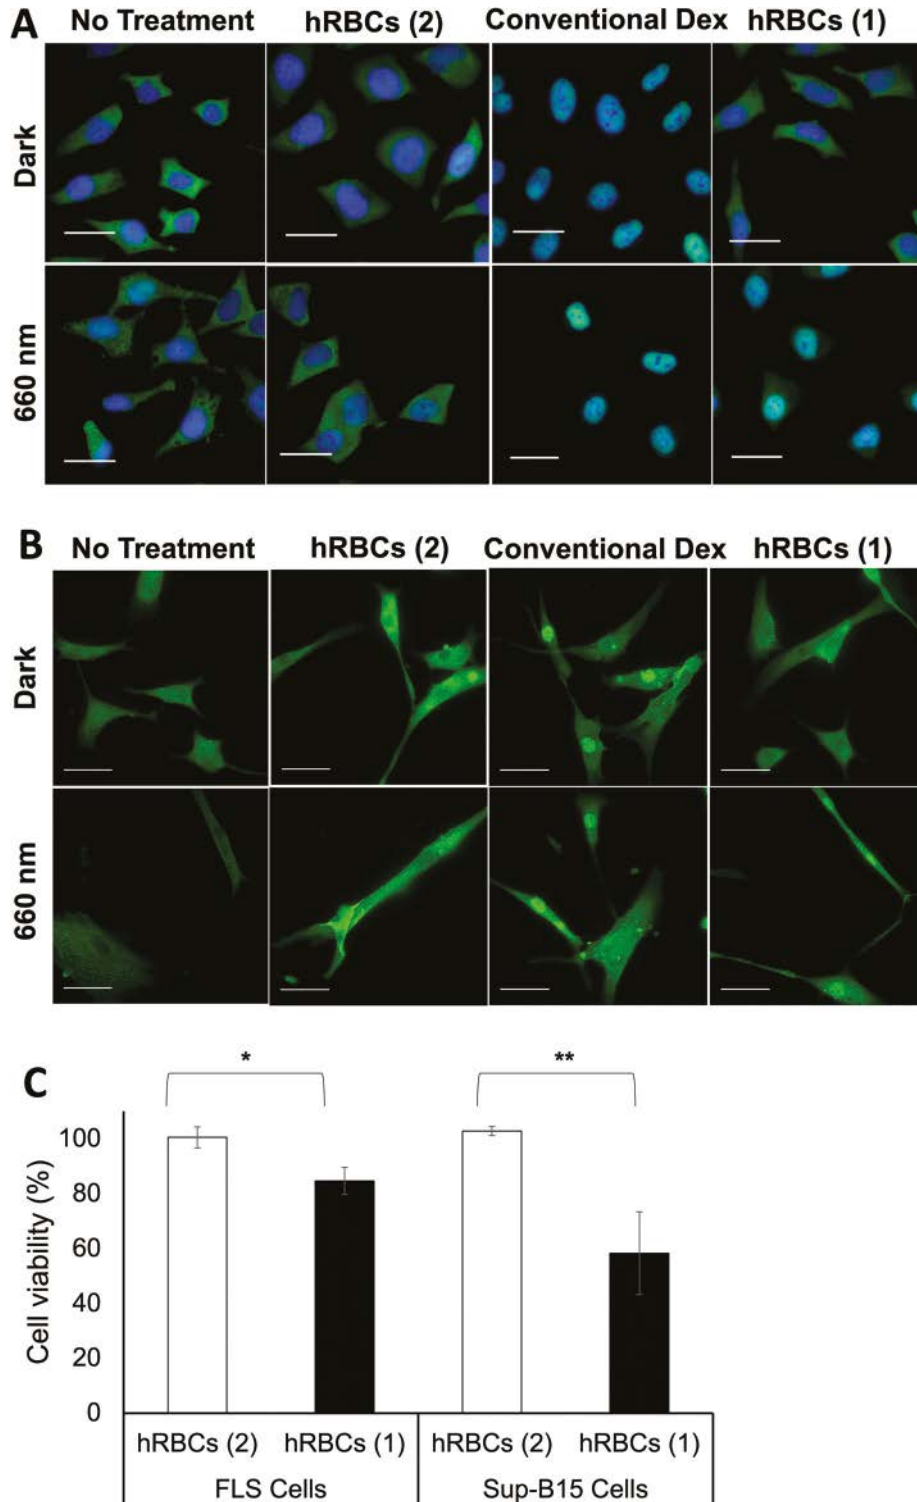 A
No Treatment hRBCs (2) Conventional Dex hRBCs (1)
Dark
660 nm
B
No Treatment hRBCs (2) Conventional Dex hRBCs (1)
Dark
660 nm
C
* **
Cell viability (%)
100
80
60
40
20
0
hRBCs (2) hRBCs (1) hRBCs (2) hRBCs (1)
FLS Cells Sup-B15 Cells